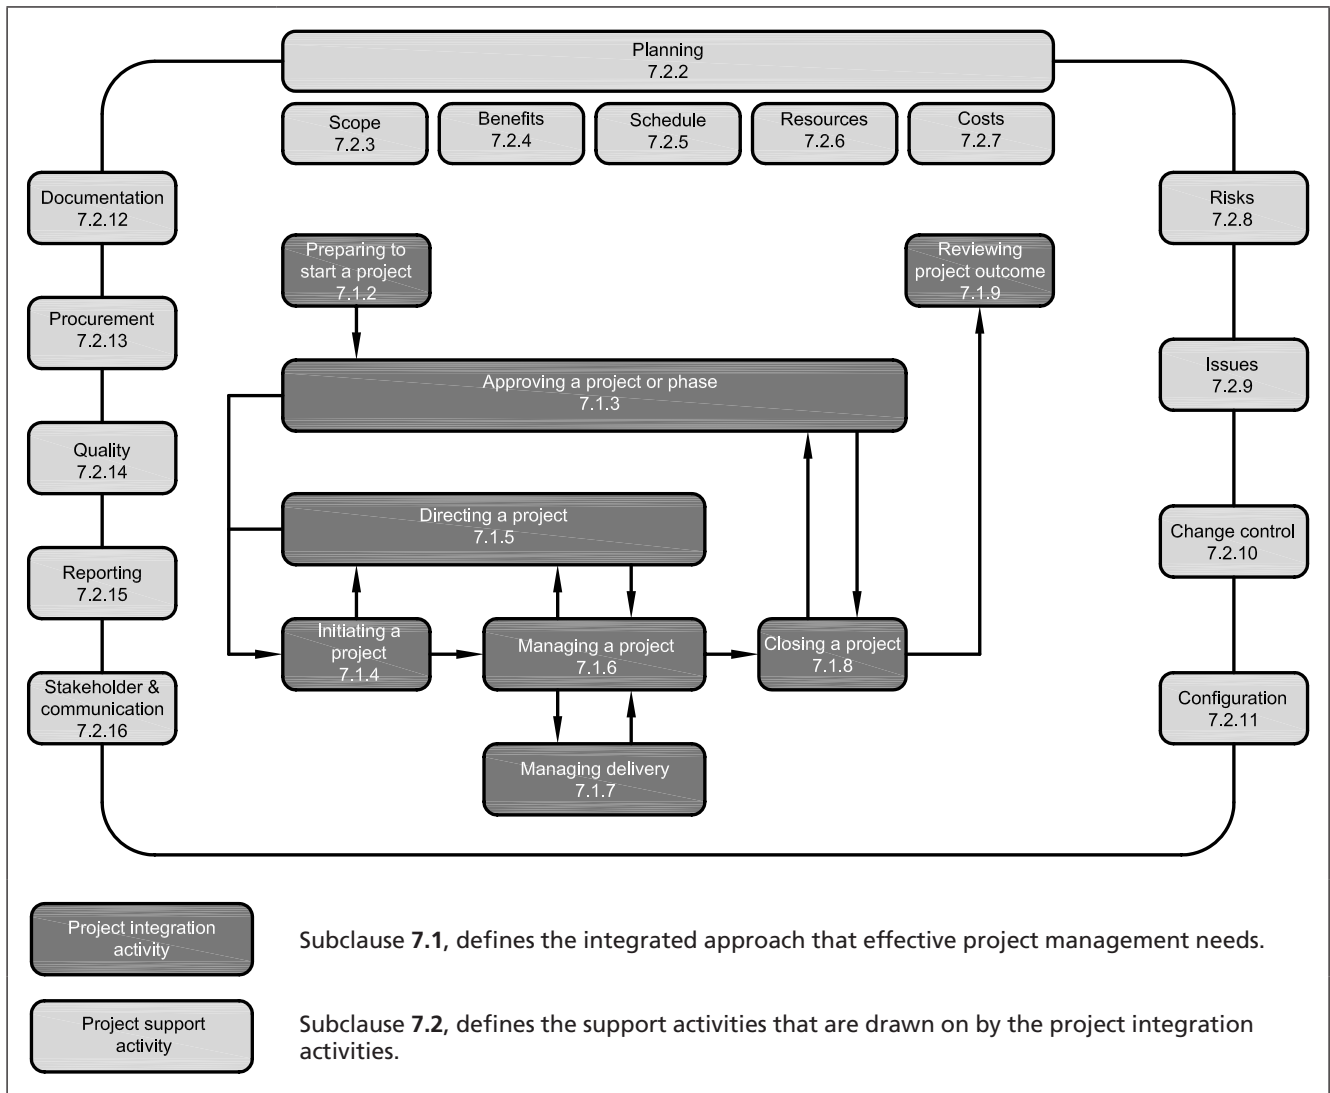 Planning
7.2.2
Scope
7.2.3
Benefits
7.2.4
Schedule
7.2.5
Resources
7.2.6
Costs
7.2.7
Documentation
7.2.12
Risks
7.2.8
Preparing to
start a project
7.1.2
Reviewing
project outcome
7.1.9
Procurement
7.2.13
Issues
7.2.9
Approving a project or phase
7.1.3
Quality
7.2.14
Directing a project
7.1.5
Change control
7.2.10
Reporting
7.2.15
Initiating a
project
7.1.4
Managing a project
7.1.6
Closing a project
7.1.8
Stakeholder &
communication
7.2.16
Configuration
7.2.11
Managing delivery
7.1.7
Project integration
activity
Subclause 7.1, defines the integrated approach that effective project management needs.
Project support
activity
Subclause 7.2, defines the support activities that are drawn on by the project integration
activities.